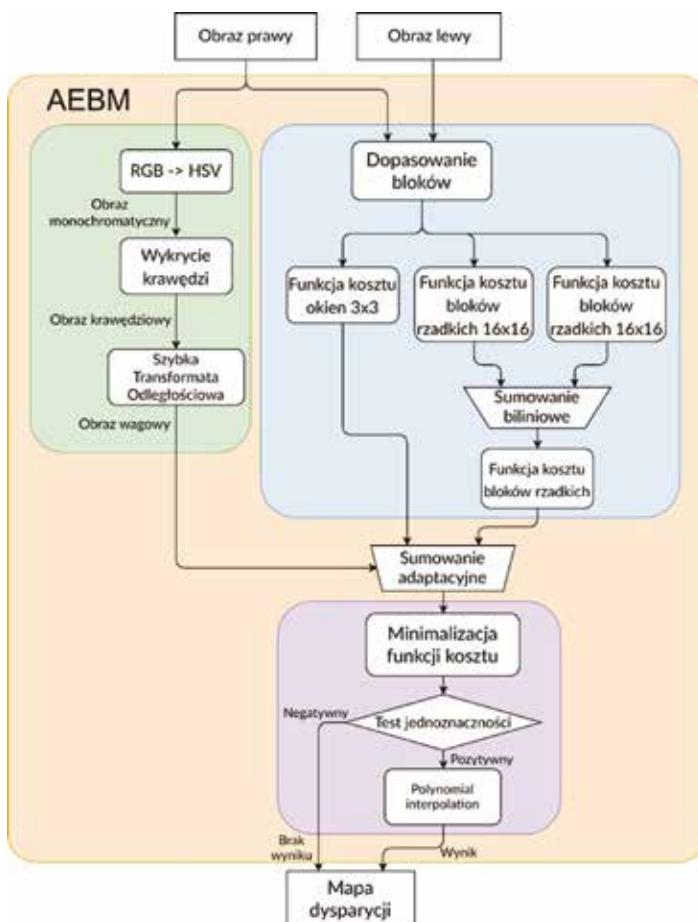 Obraz prawy
Obraz lewy
AEBM
RGB -> HSV
Obraz
monochromatyczny
Wykrycie
krawędzi
Obraz krawędziowy
Szybka
Transformata
Odległościowa
Obraz wagowy
Dopasowanie
bloków
Funkcja kosztu
okien 3x3
Funkcja kosztu
bloków
rzadkich 16x16
Funkcja kosztu
bloków
rzadkich 16x16
Sumowanie
biliniowe
Funkcja kosztu
bloków rzadkich
Sumowanie
adaptacyjne
Minimalizacja
funkcji kosztu
Negatywny
Test jednoznaczności
Pozytywny
Polynomial
interpolation
Brak
wyniku
Wynik
Mapa
dysparycji